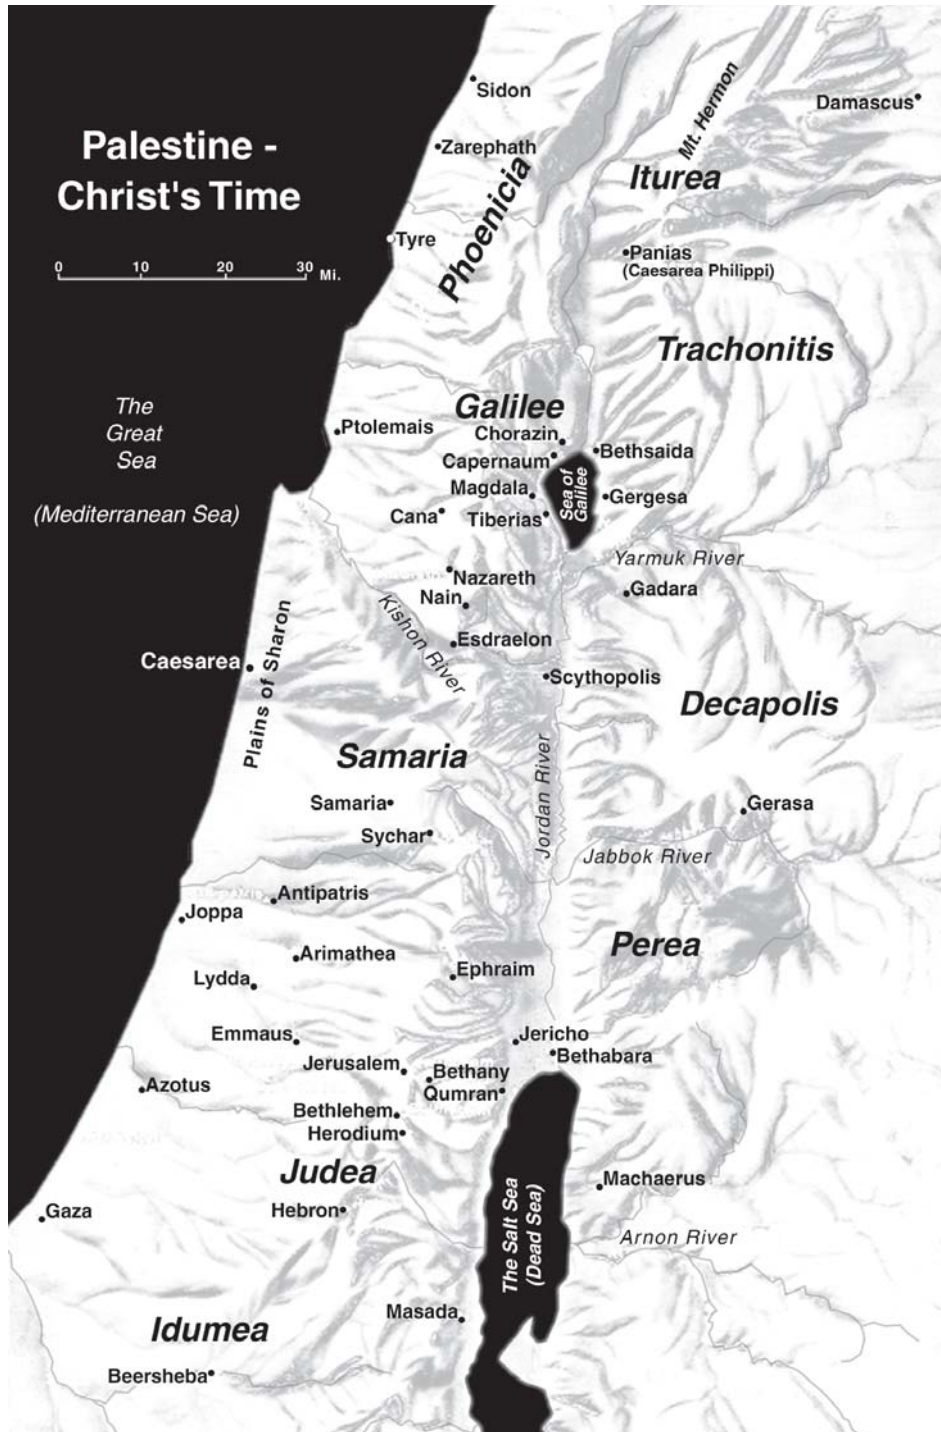 Palestine -
Christ's Time
0 10 20 30 Mi.
Sidon
Damascus
Mt. Hermon
Zarephath
Iturea
Phoenicia
Tyre
Panias
(Caesarea Philippi)
Trachonitis
The
Great
Sea
(Mediterranean Sea)
Galilee
Ptolemais
Chorazin
Bethsaida
Capernaum
Magdala
Sea of
Galilee
Gergesa
Cana
Tiberias
Yarmuk River
Nazareth
Gadara
Nain
Kishon River
Esdraelon
Caesarea
Plains of Sharon
Scythopolis
Decapolis
Samaria
Jordan River
Samaria
Gerasa
Sychar
Jabbok River
Antipatris
Joppa
Perea
Arimathea
Ephraim
Lydda
Emmaus
Jericho
Bethabara
Jerusalem
Bethany
Azotus
Qumran
Bethlehem
Herodium
Judea
Machaerus
Gaza
Hebron
The Salt Sea
(Dead Sea)
Arnon River
Masada
Idumea
Beersheba